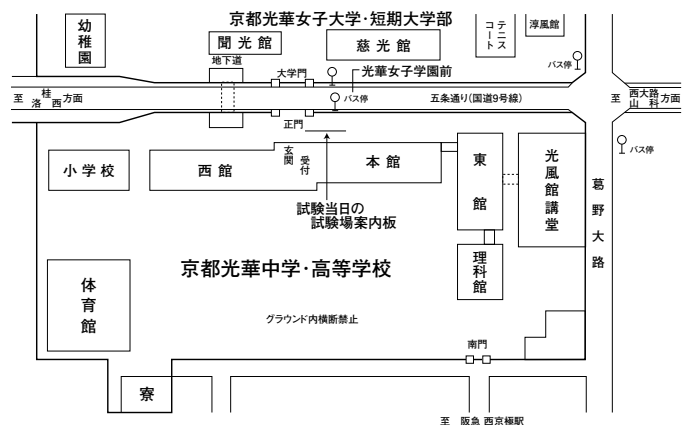 京都光華女子大学・短期大学部
幼稚園
聞光館
慈光館
テニスコート
淳風館
バス停
地下道
大学門
光華女子学園前
至 桂 洛西 方面
バス停
五条通り(国道9号線)
至 西大路 山科 方面
正門
バス停
小学校
西館
玄関
受付
本館
東館
光風館講堂
葛野大路
試験当日の
試験場案内板
京都光華中学・高等学校
理科館
体育館
グラウンド内横断禁止
南門
寮
至 阪急 西京極駅